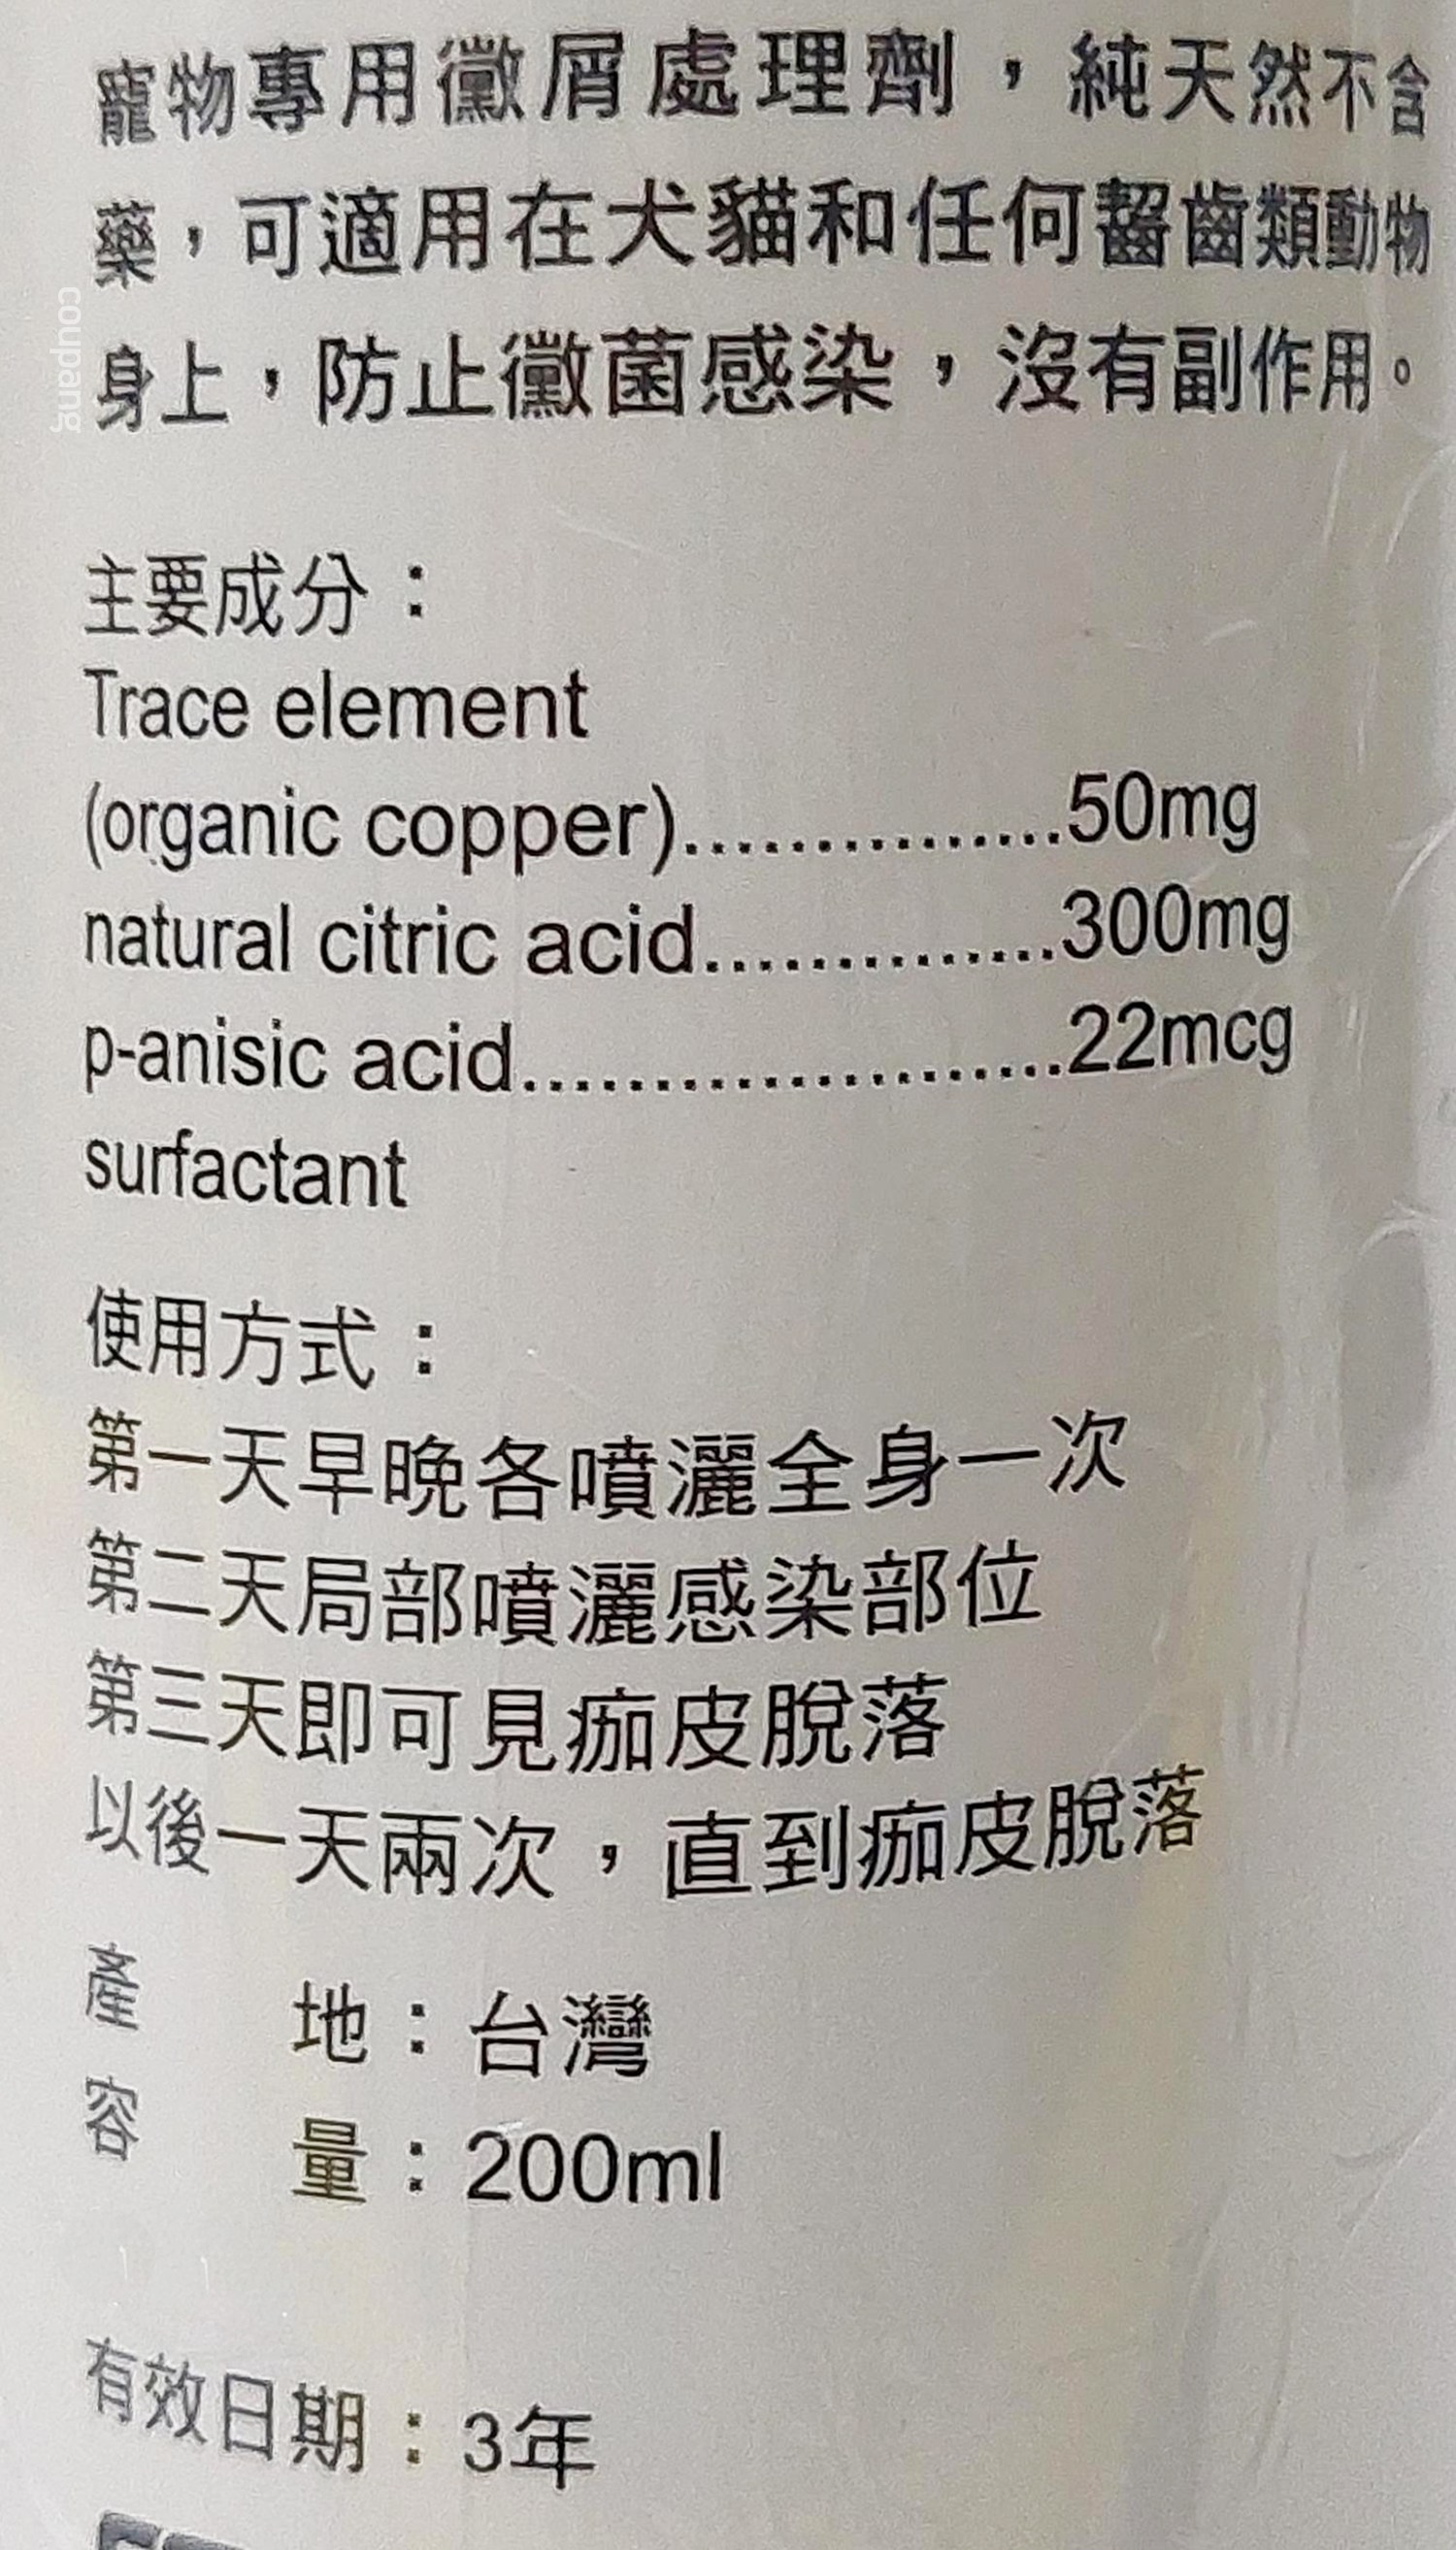 寵物專用黴屑處理劑，純天然不含
藥，可適用在犬貓和任何齧齒類動物
身上，防止黴菌感染，沒有副作用。
coupang
主要成分：
Trace element
(organic copper)...............50mg
natural citric acid..............300mg
p-anisic acid.....................22mcg
surfactant
使用方式：
第一天早晚各噴灑全身一次
第二天局部噴灑感染部位
第三天即可見痂皮脫落
以後一天兩次，直到痂皮脫落
產 地：台灣
容 量：200ml
有效日期：3年